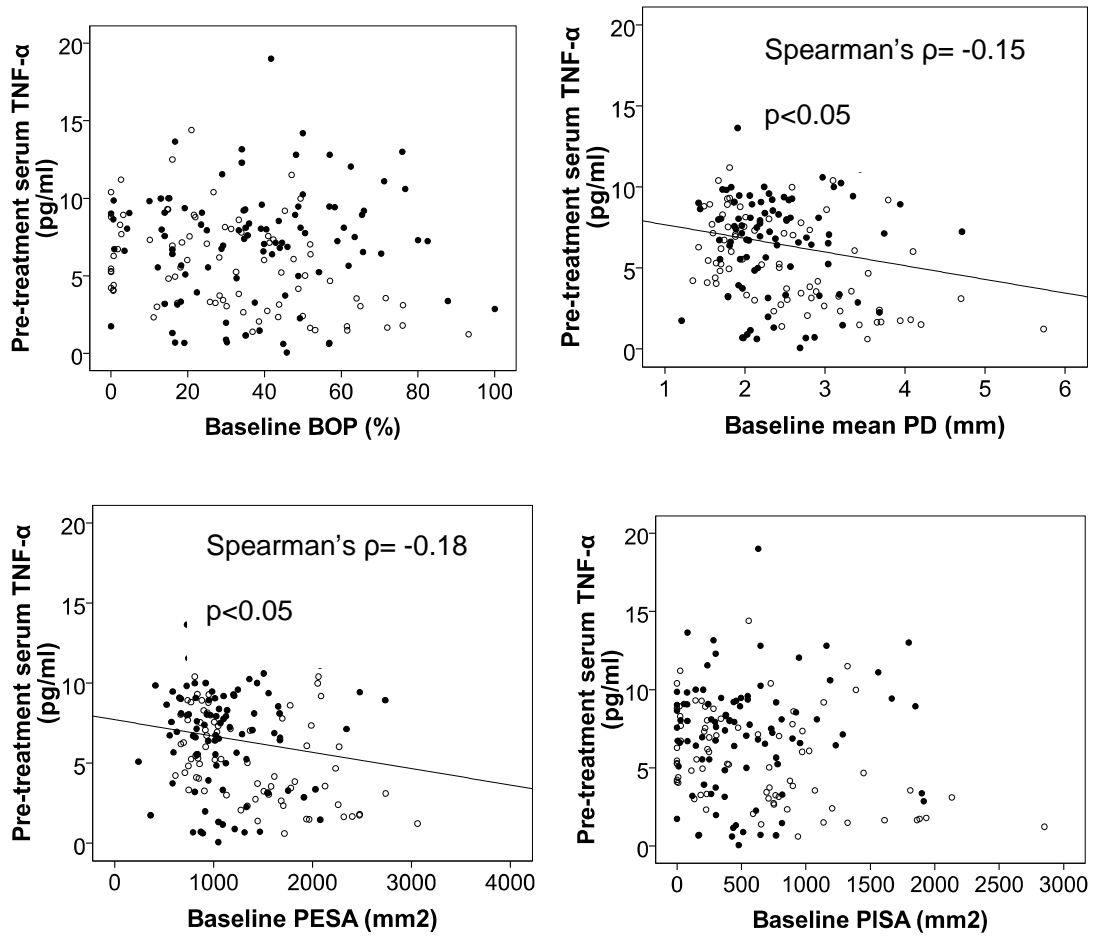 Pre-treatment serum TNF-α
(pg/ml)
20
15
10
5
0
0 20 40 60 80 100
Baseline BOP (%)
Pre-treatment serum TNF-α
(pg/ml)
Spearman's ρ= -0.15
p<0.05
20
15
10
5
0
1 2 3 4 5 6
Baseline mean PD (mm)
Pre-treatment serum TNF-α
(pg/ml)
Spearman's ρ= -0.18
p<0.05
20
15
10
5
0
0 1000 2000 3000 4000
Baseline PESA (mm2)
Pre-treatment serum TNF-α
(pg/ml)
20
15
10
5
0
0 500 1000 1500 2000 2500 3000
Baseline PISA (mm2)